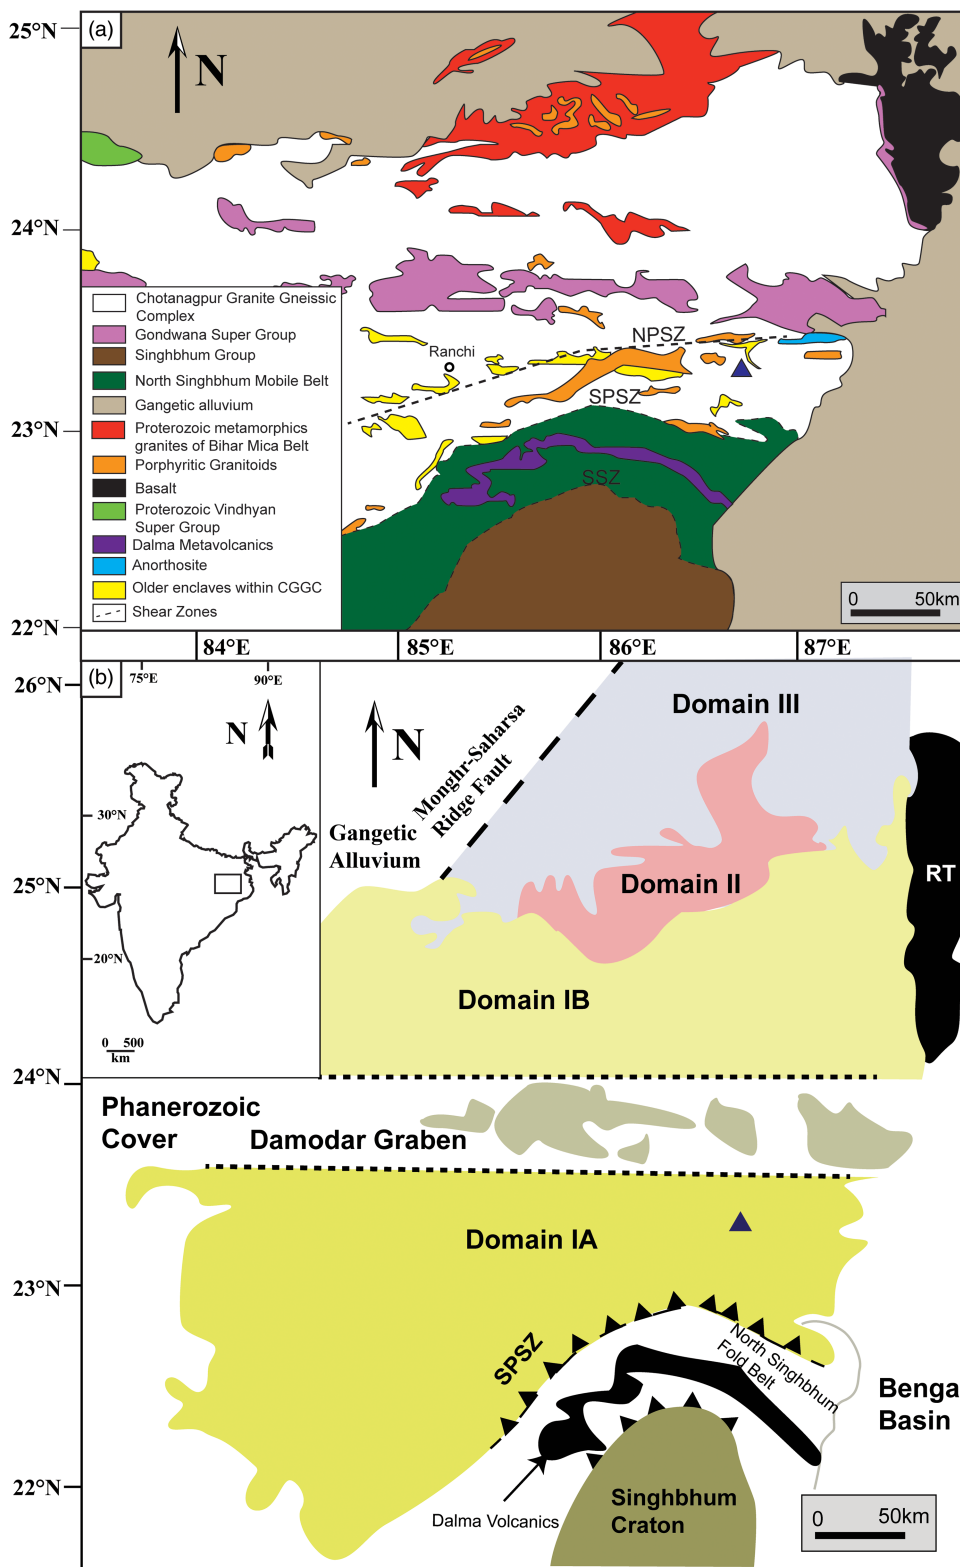 (a)
25°N
N
24°N
Chotanagpur Granite Gneissic
Complex
Gondwana Super Group
Singhbhum Group
North Singhbhum Mobile Belt
Gangetic alluvium
Proterozoic metamorphics
granites of Bihar Mica Belt
Porphyritic Granitoids
Basalt
Proterozoic Vindhyan
Super Group
Dalma Metavolcanics
Anorthosite
Older enclaves within CGGC
Shear Zones
NPSZ
Ranchi
SPSZ
23°N
SSZ
0 50km
22°N
84°E 85°E 86°E 87°E
(b)
75°E 90°E
26°N
N
30°N
20°N
0 500
km
N
Monghr-Saharsa
Ridge Fault
Gangetic
Alluvium
Domain III
Domain II
25°N
RT
Domain IB
24°N
Phanerozoic
Cover
Damodar Graben
Domain IA
23°N
SPSZ
North Singhbhum
Fold Belt
Benga
Basin
22°N
Dalma Volcanics
Singhbhum
Craton
0 50km